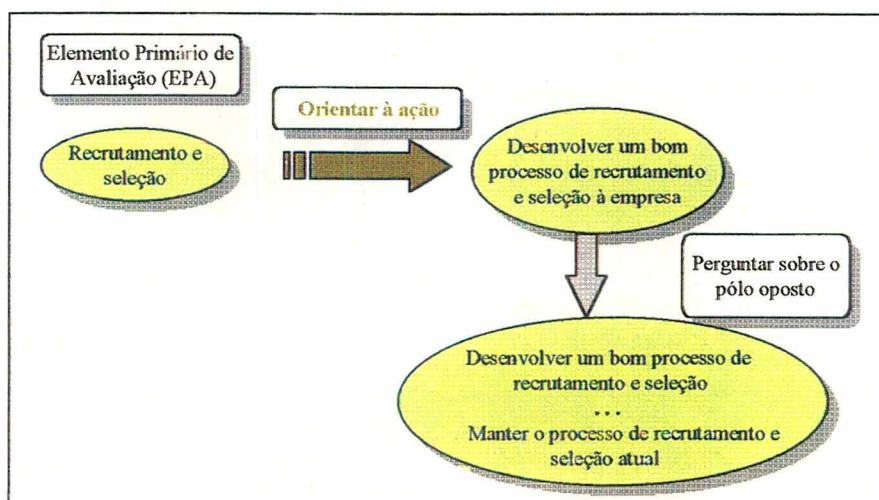 Elemento Primário de
Avaliação (EPA)
Orientar à ação
Recrutamento e
seleção
Desenvolver um bom
processo de recrutamento
e seleção à empresa
Perguntar sobre o
pólo oposto
Desenvolver um bom processo de
recrutamento e seleção
...
Manter o processo de recrutamento e
seleção atual